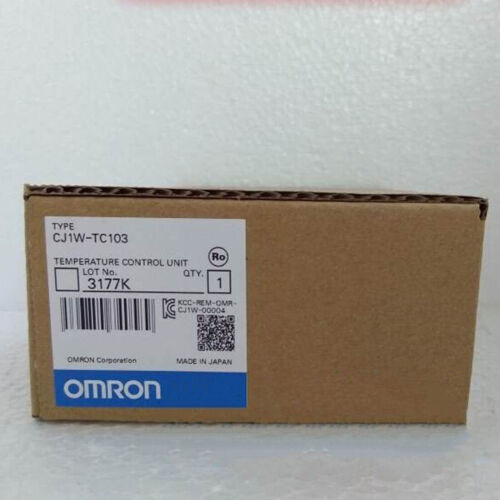 TYPE
CJ1W-TC103
TEMPERATURE CONTROL UNIT
Ro
LOT No.
QTY.
3177K
1
KCC-REM-OMR-
CJ1W-00004
OMRON Corporation
MADE IN JAPAN
OMRON